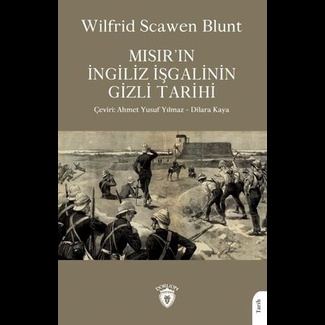 Wilfrid Scawen Blunt
MISIR'IN
İNGİLİZ İŞGALİNİN
GİZLİ TARİHİ
Çeviri: Ahmet Yusuf Yılmaz - Dilara Kaya
DORLION
Tarih